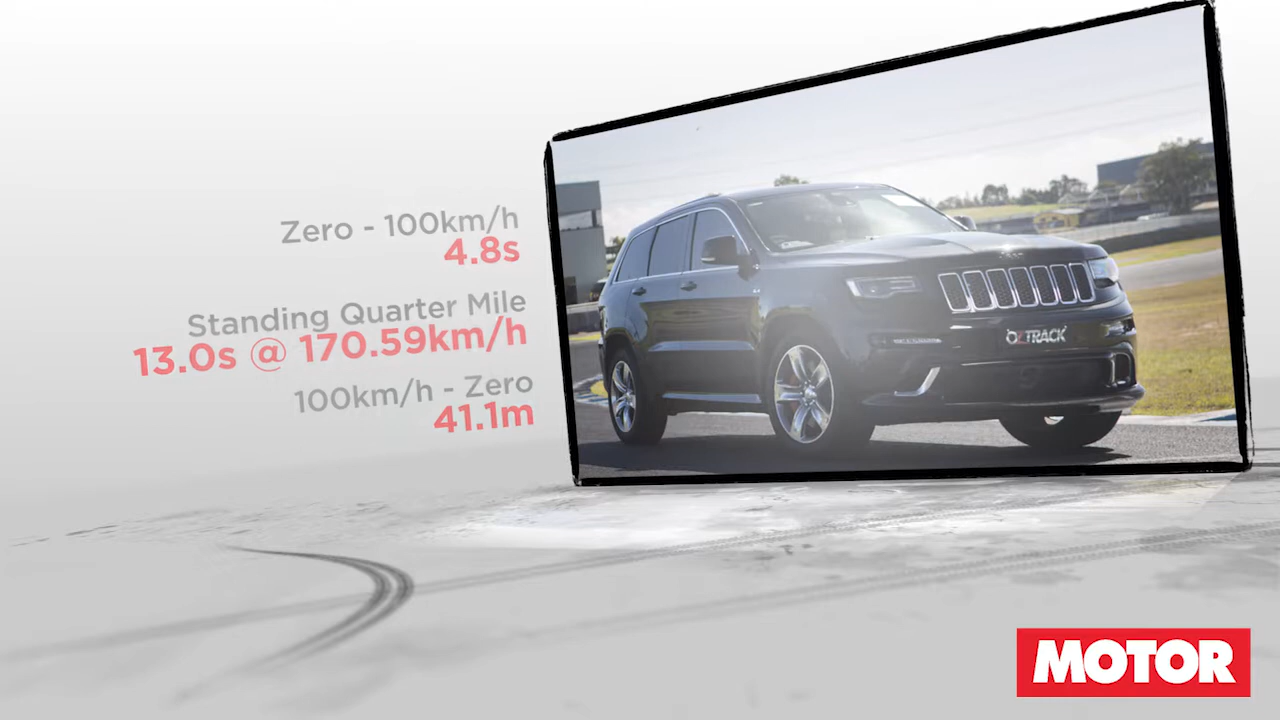 Zero - 100km/h
4.8s
Standing Quarter Mile
13.0s @ 170.59km/h
100km/h - Zero
41.1m
OZTRACK
MOTOR